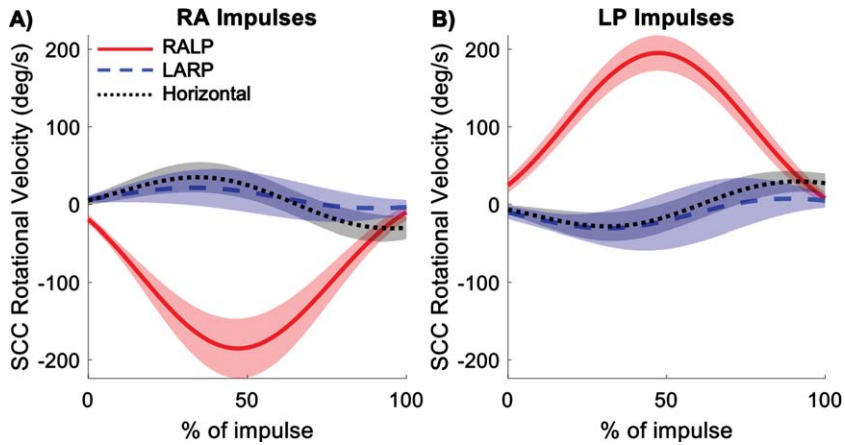 A) RA Impulses
RALP
LARP
Horizontal
SCC Rotational Velocity (deg/s)
200
100
0
-100
-200
0
50
100
% of impulse
B) LP Impulses
SCC Rotational Velocity (deg/s)
200
100
0
-100
-200
0
50
100
% of impulse